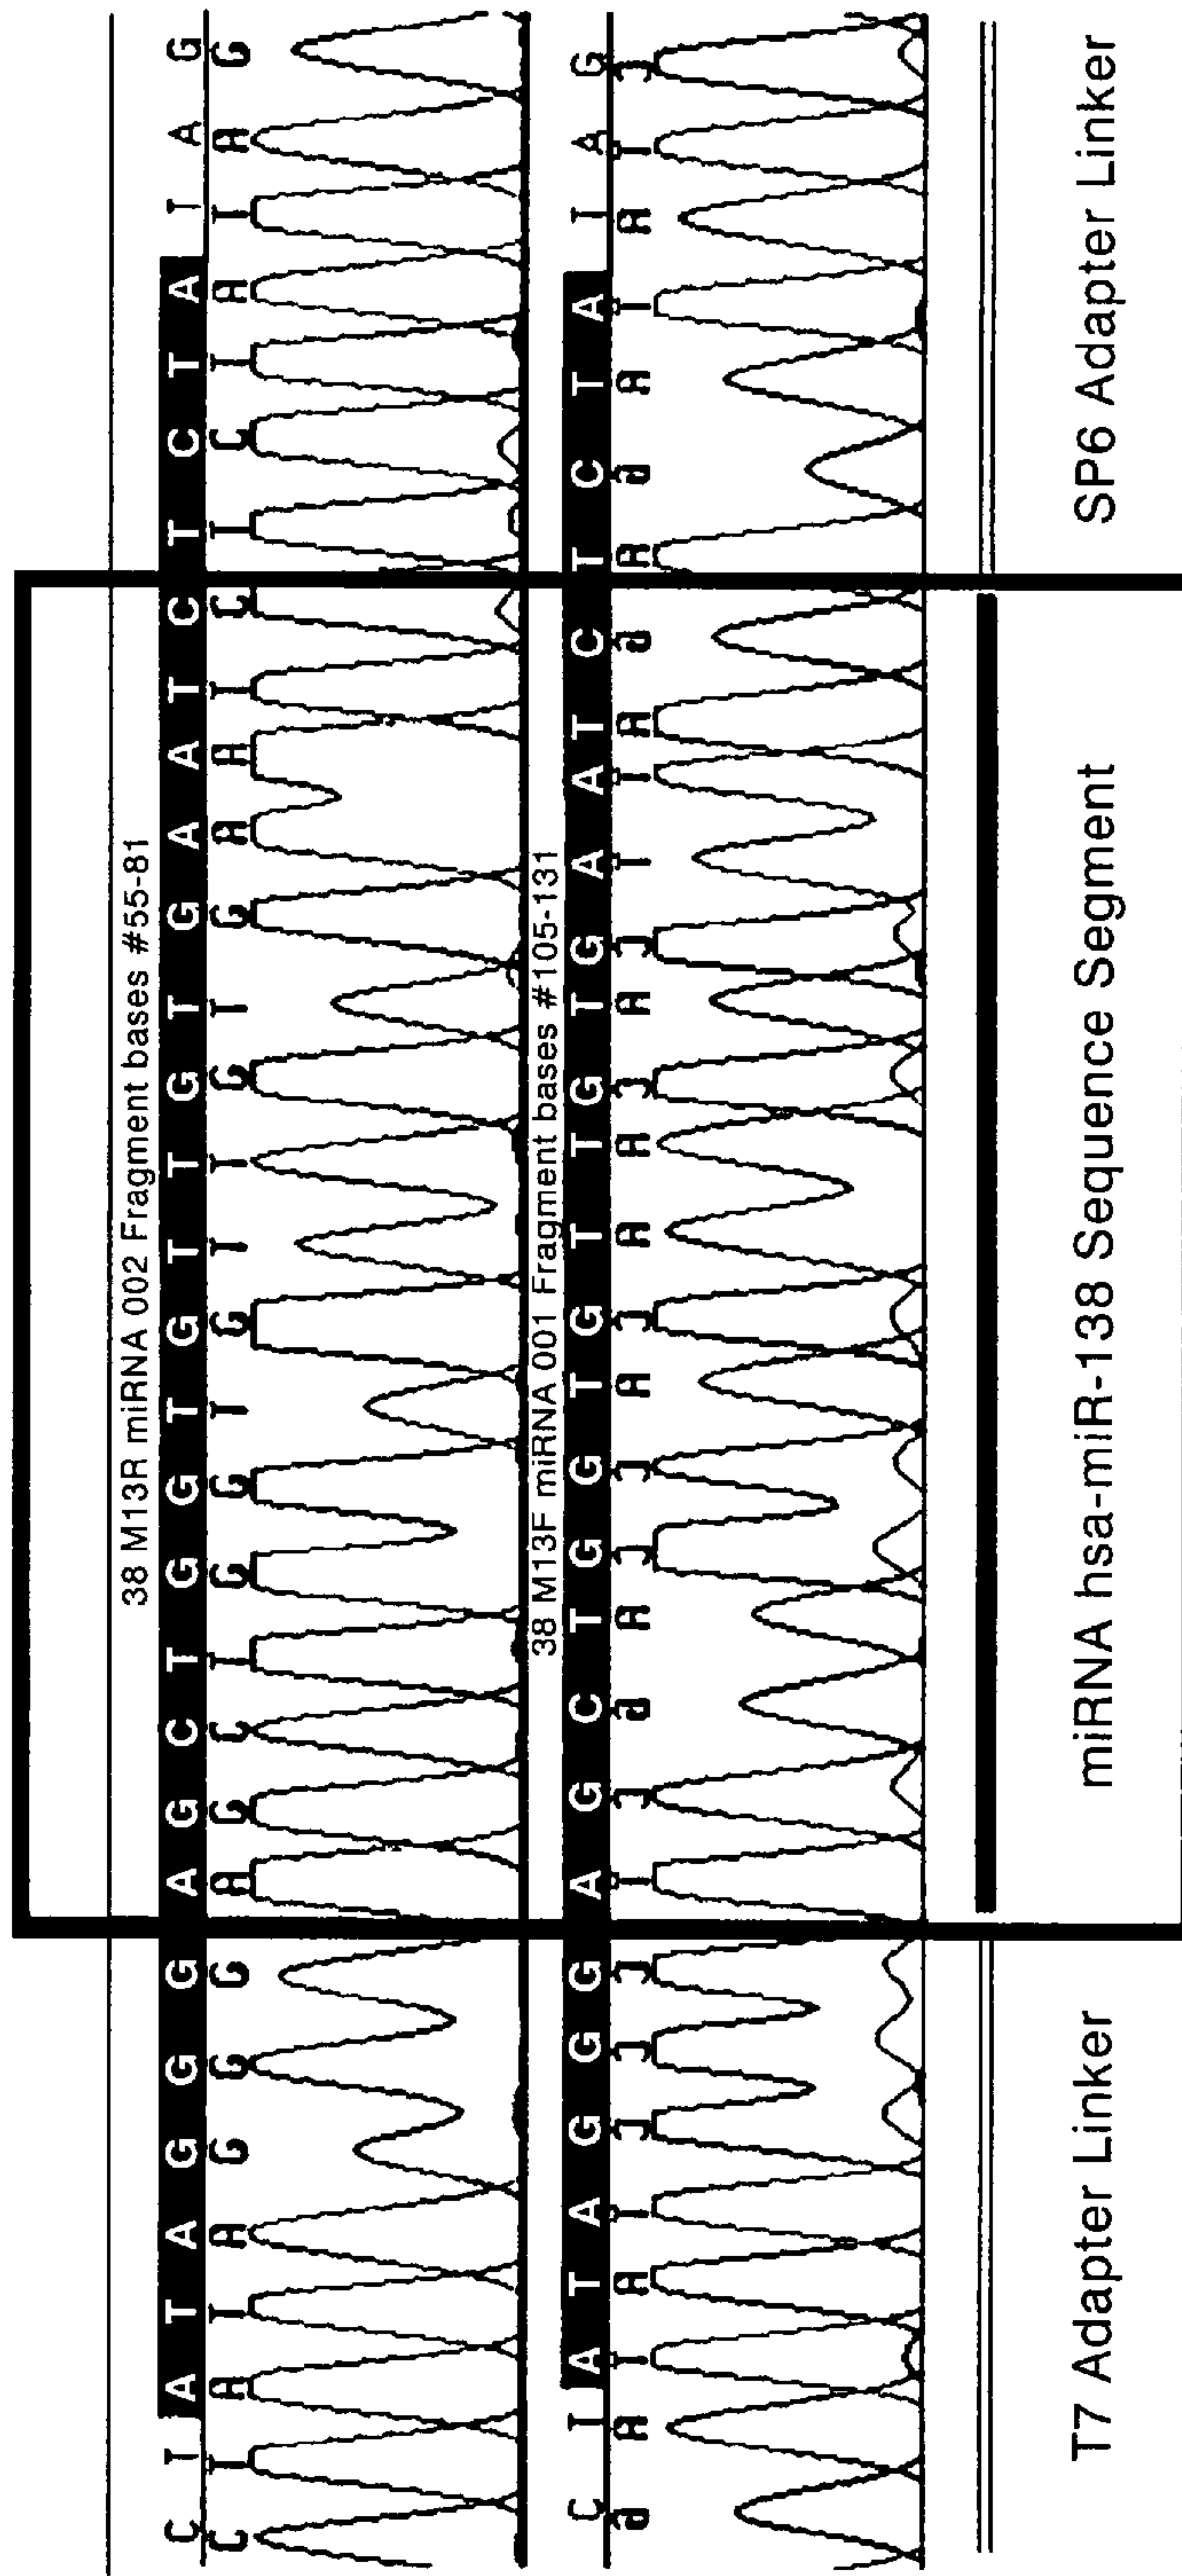 38 M13R miRNA 002 Fragment bases #55-81
C T A T A G G G A G C T G G T G T T G T G A A T C T C T A T A G
C T A T A G G G A G C T G G T G T T G T G A A T C T C T A T A G
38 M13F miRNA 001 Fragment bases #105-131
C T A T A G G G A G C T G G T G T T G T G A A T C T C T A T A G
G A T A T C C C T C G A C C A C A A C A C T T A G A G A T A T C
T7 Adapter Linker miRNA hsa-miR-138 Sequence Segment SP6 Adapter Linker